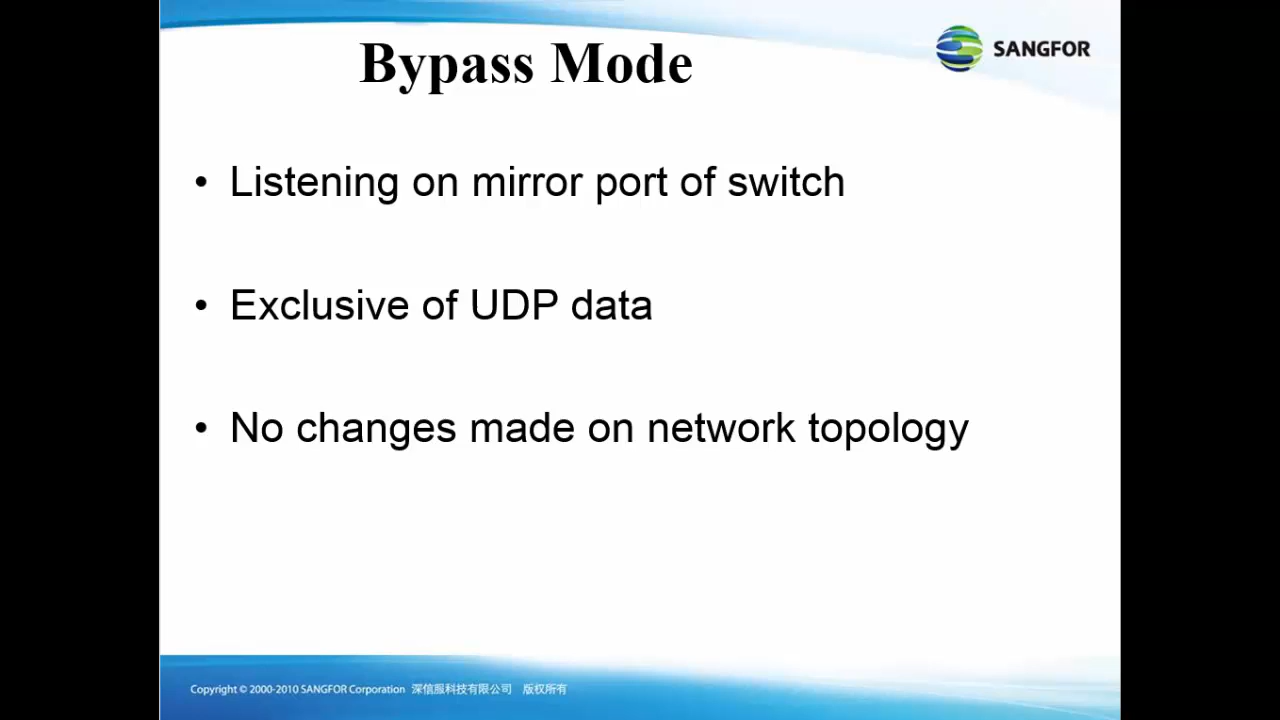 Bypass Mode
SANGFOR
• Listening on mirror port of switch
• Exclusive of UDP data
• No changes made on network topology
Copyright © 2000-2010 SANGFOR Corporation 深信服科技有限公司 版权所有